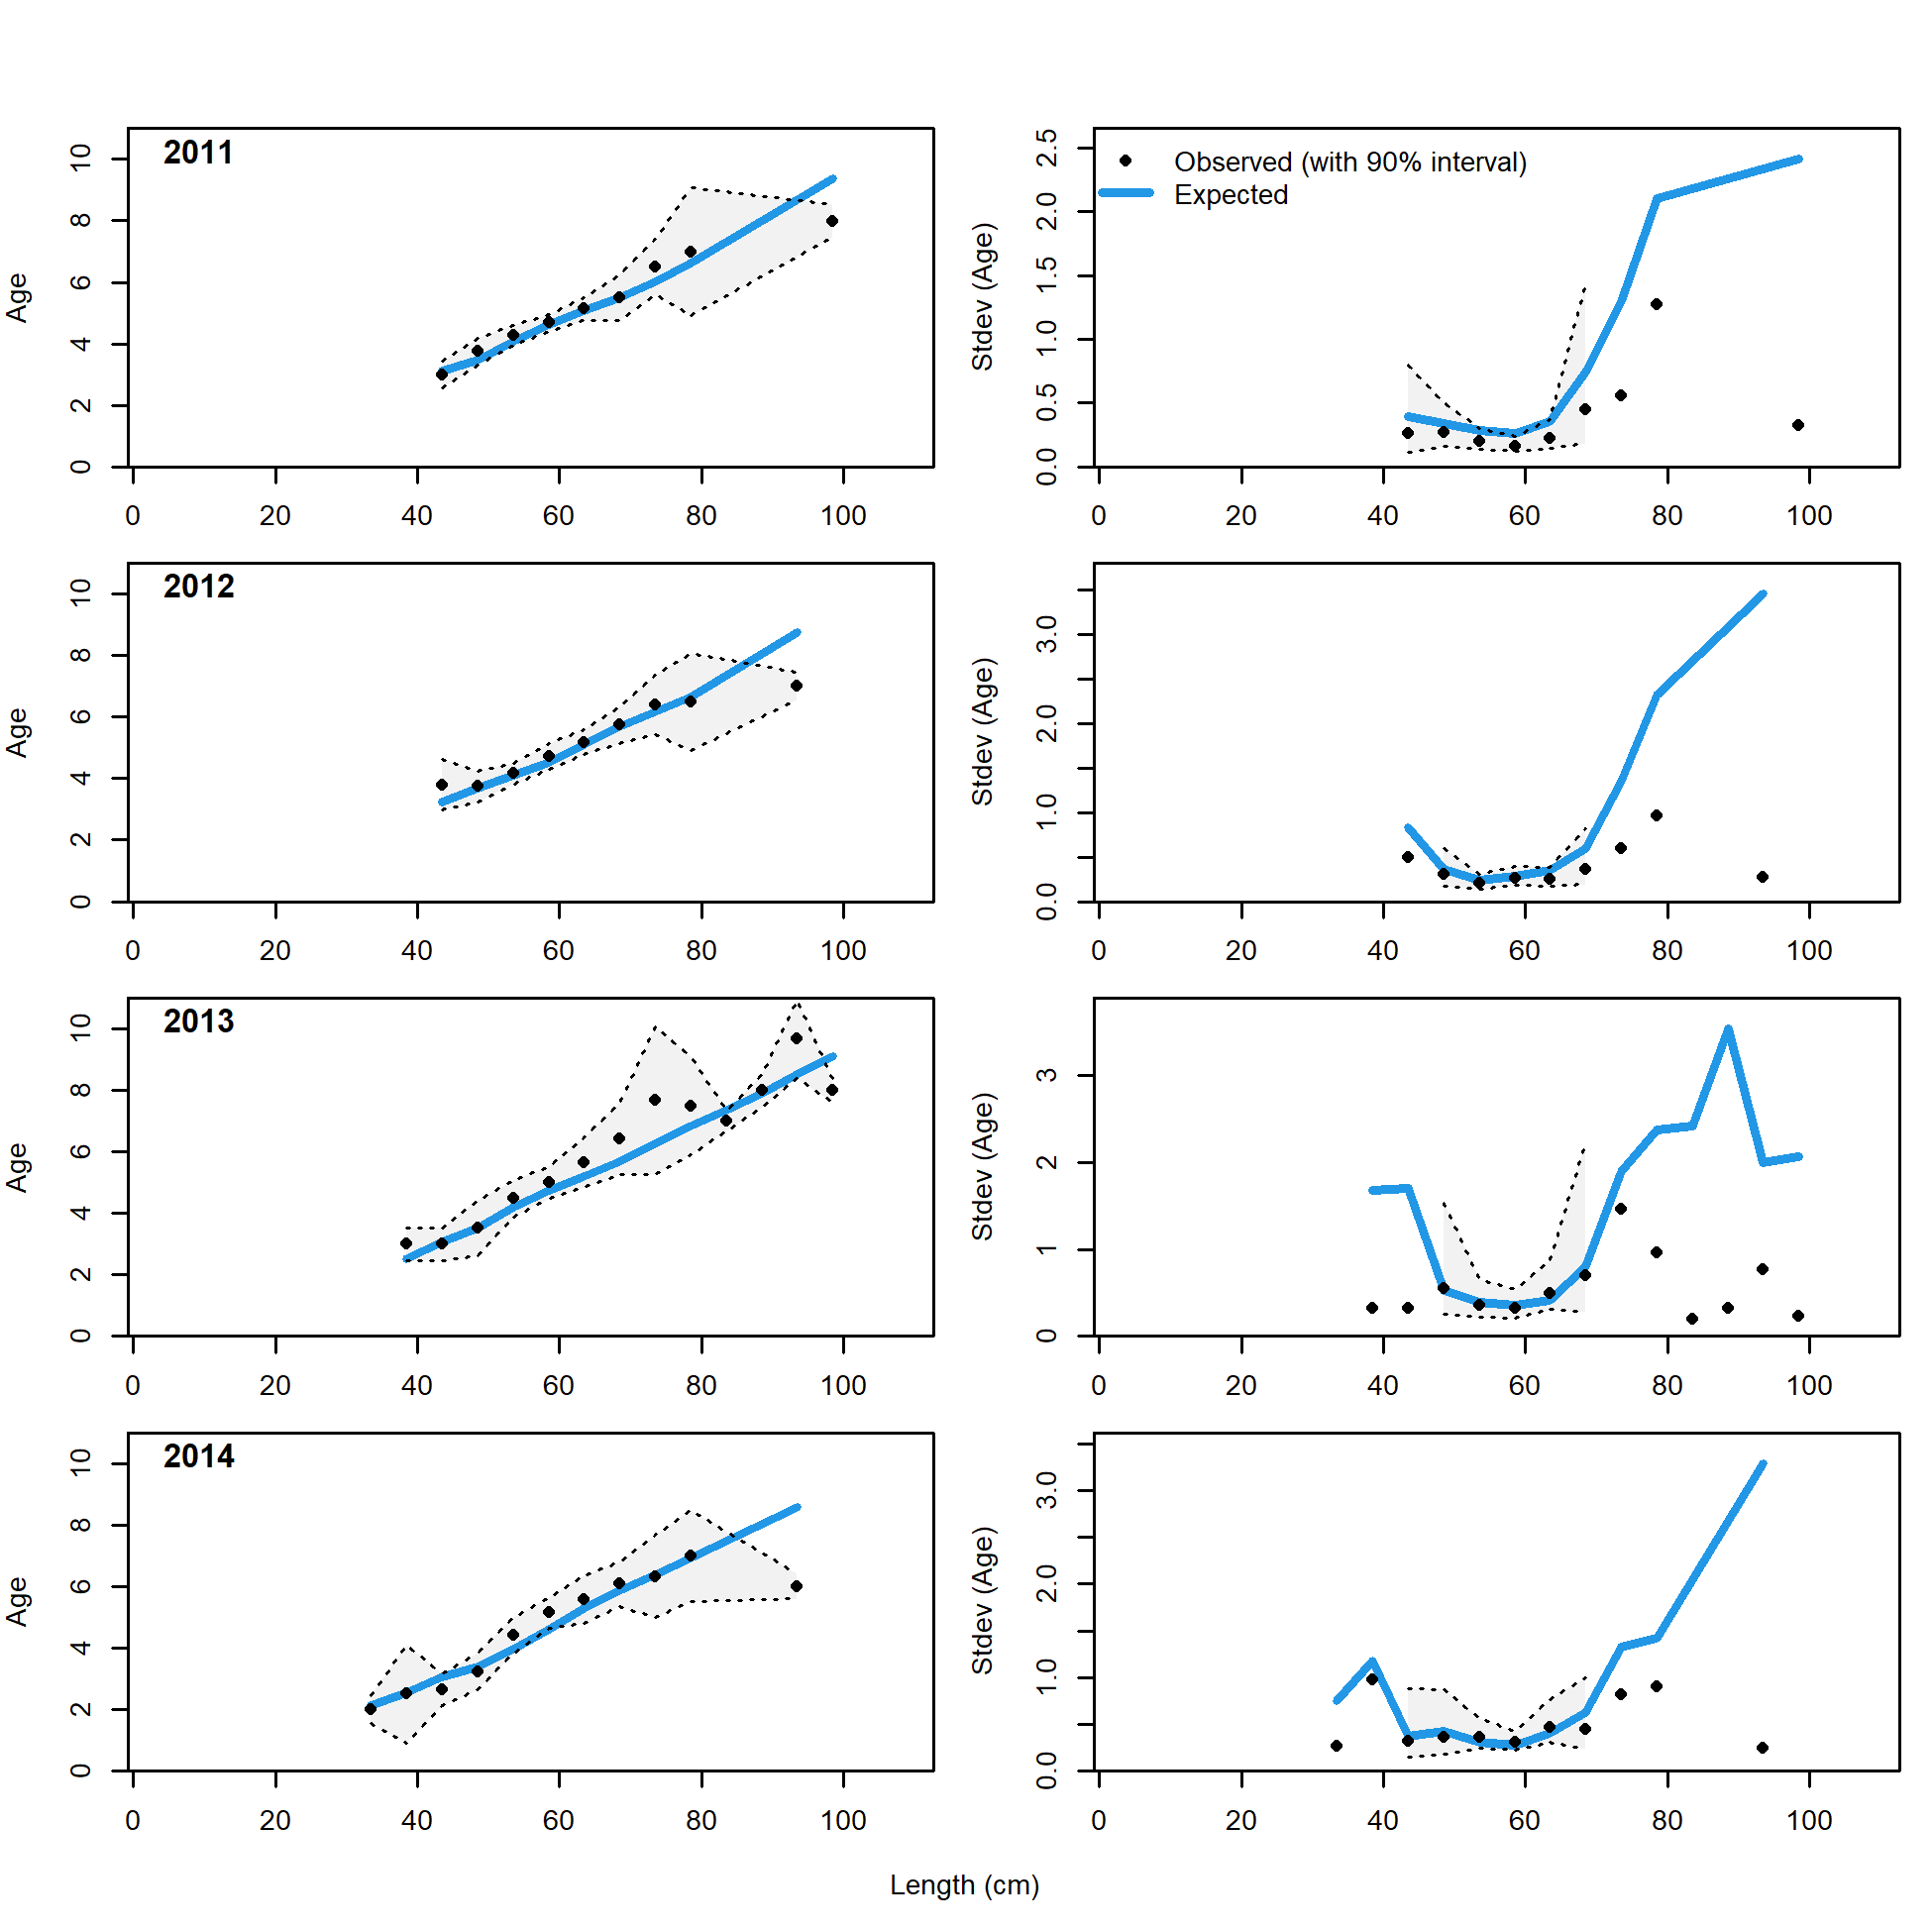 2011
Age
0 2 4 6 8 10
0 20 40 60 80 100
Observed (with 90% interval)
Expected
Stdev (Age)
0.0 0.5 1.0 1.5 2.0 2.5
0 20 40 60 80 100
2012
Age
0 2 4 6 8 10
0 20 40 60 80 100
Stdev (Age)
0.0 1.0 2.0 3.0
0 20 40 60 80 100
2013
Age
0 2 4 6 8 10
0 20 40 60 80 100
Stdev (Age)
0 1 2 3
0 20 40 60 80 100
2014
Age
0 2 4 6 8 10
0 20 40 60 80 100
Stdev (Age)
0.0 1.0 2.0 3.0
0 20 40 60 80 100
Length (cm)